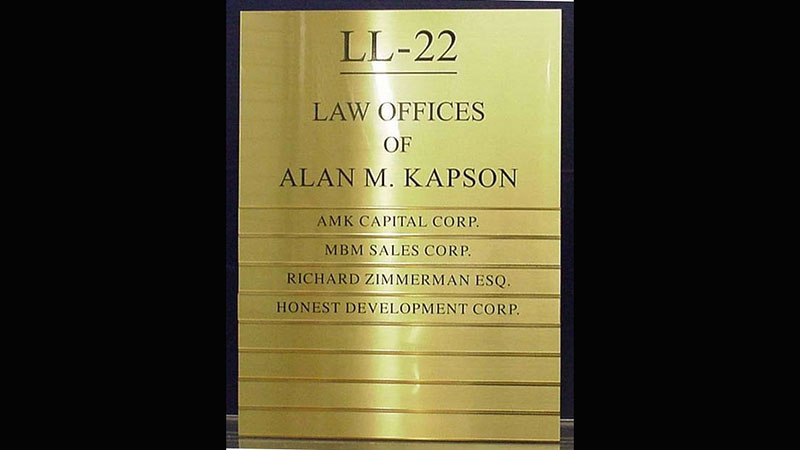 LL-22
LAW OFFICES
OF
ALAN M. KAPSON
AMK CAPITAL CORP.
MBM SALES CORP.
RICHARD ZIMMERMAN ESQ.
HONEST DEVELOPMENT CORP.